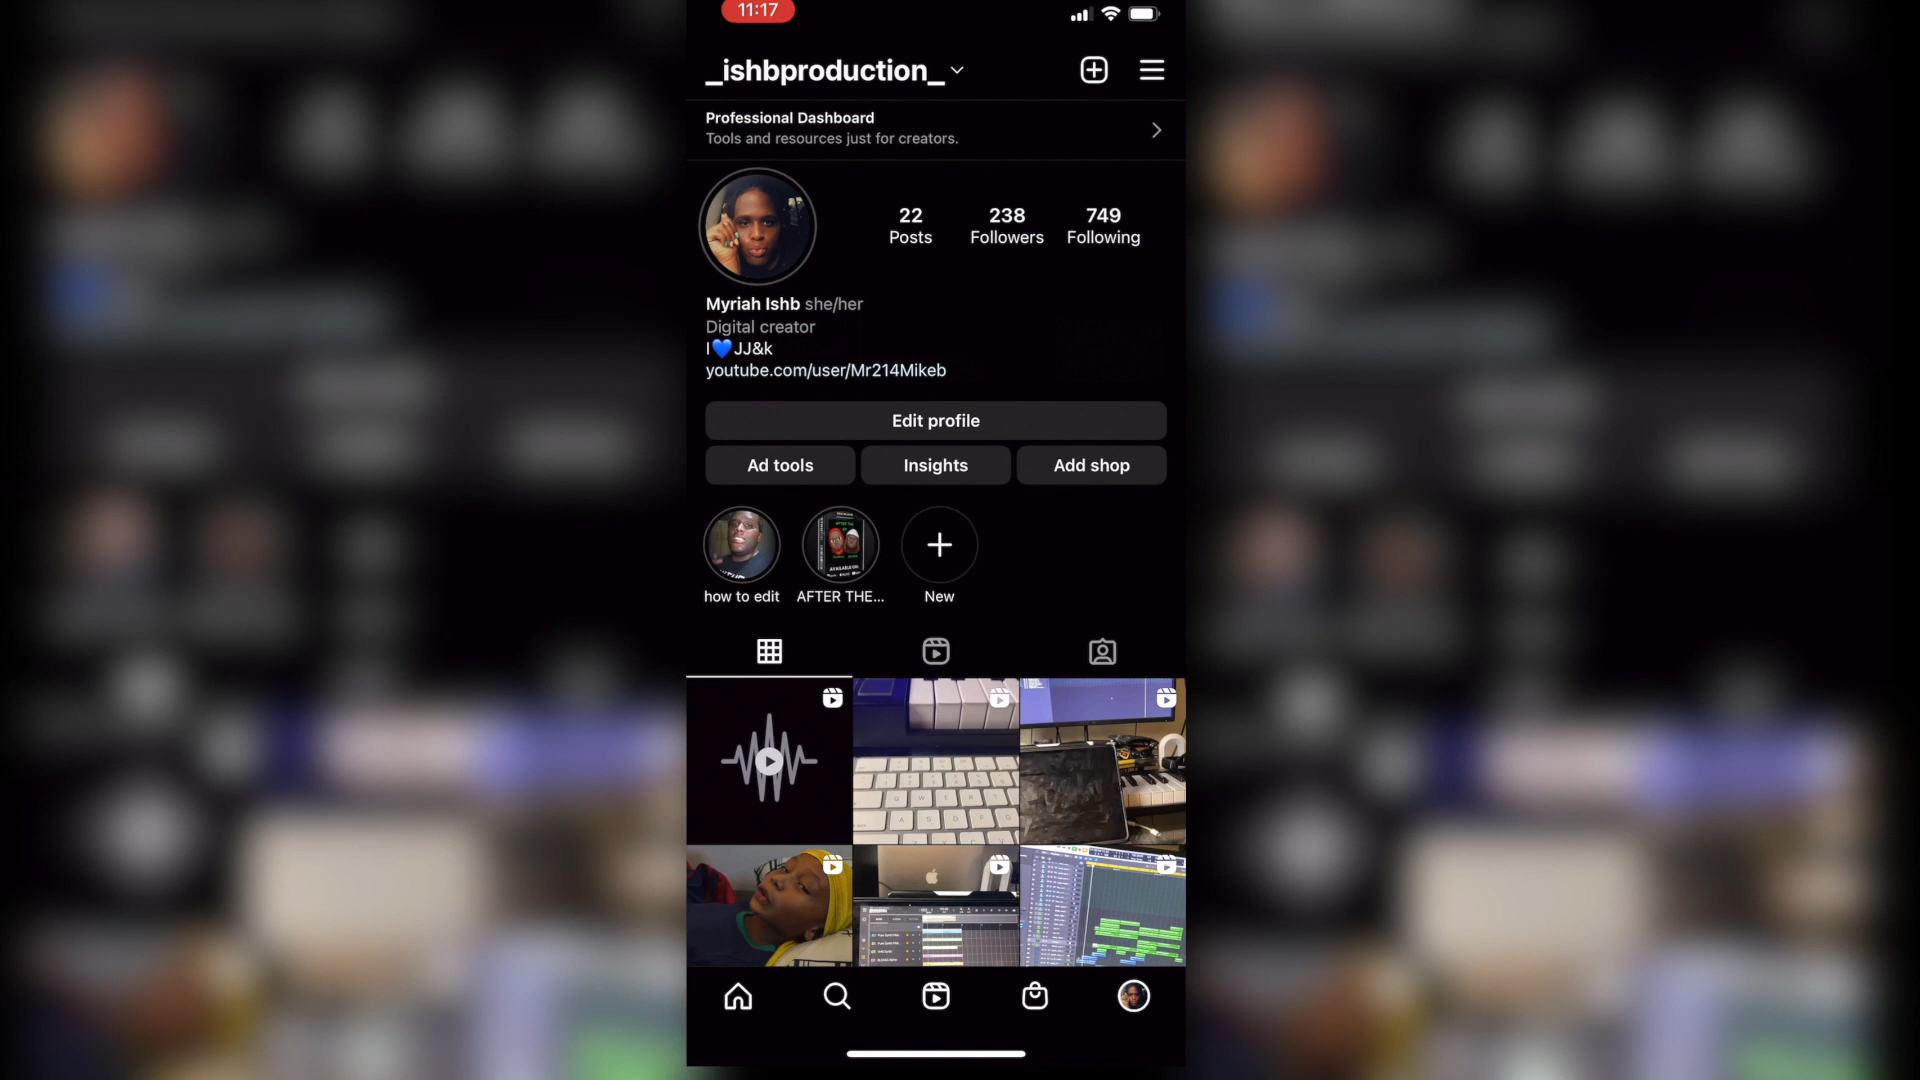 11:17
_ishbproduction_
Professional Dashboard
Tools and resources just for creators.
22
Posts
238
Followers
749
Following
Myriah Ishb she/her
Digital creator
I💙JJ&k
youtube.com/user/Mr214Mikeb
Edit profile
Ad tools
Insights
Add shop
how to edit
AFTER THE...
New